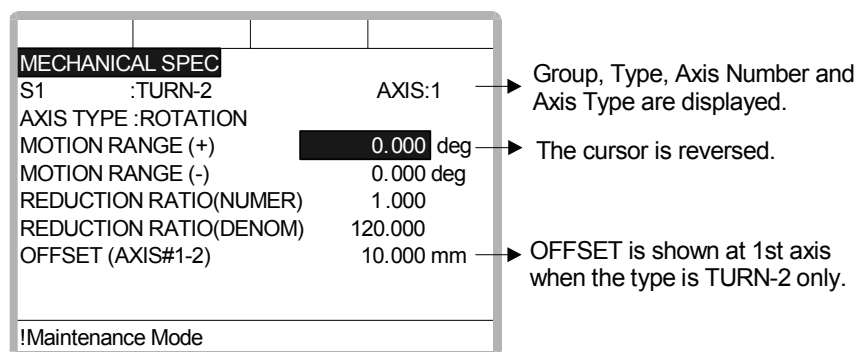 MECHANICAL SPEC
S1 :TURN-2 AXIS:1
AXIS TYPE :ROTATION
MOTION RANGE (+) 0.000 deg
MOTION RANGE (-) 0.000 deg
REDUCTION RATIO(NUMER) 1.000
REDUCTION RATIO(DENOM) 120.000
OFFSET (AXIS#1-2) 10.000 mm
!Maintenance Mode
Group, Type, Axis Number and
Axis Type are displayed.
The cursor is reversed.
OFFSET is shown at 1st axis
when the type is TURN-2 only.